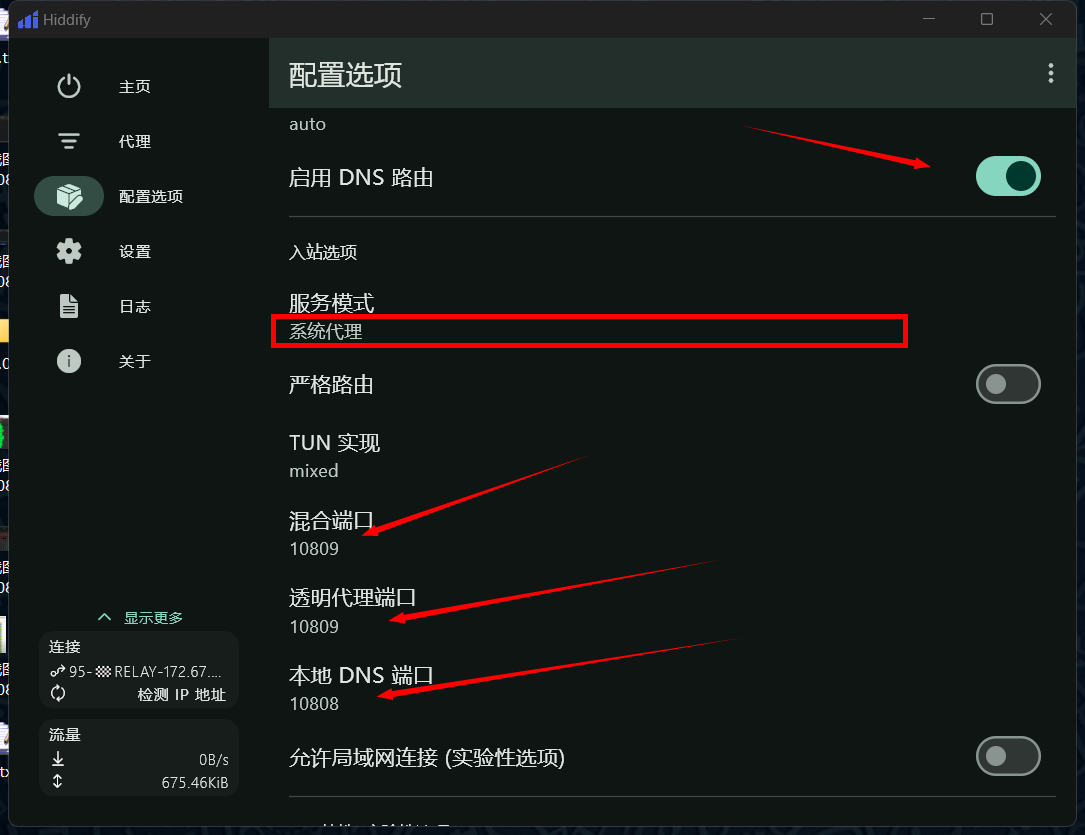 Hiddify
主页
代理
配置选项
设置
日志
关于
显示更多
连接
95-🏁RELAY-172.67....
检测 IP 地址
流量
0B/s
675.46KiB
配置选项
auto
启用 DNS 路由
入站选项
服务模式
系统代理
严格路由
TUN 实现
mixed
混合端口
10809
透明代理端口
10809
本地 DNS 端口
10808
允许局域网连接 (实验性选项)